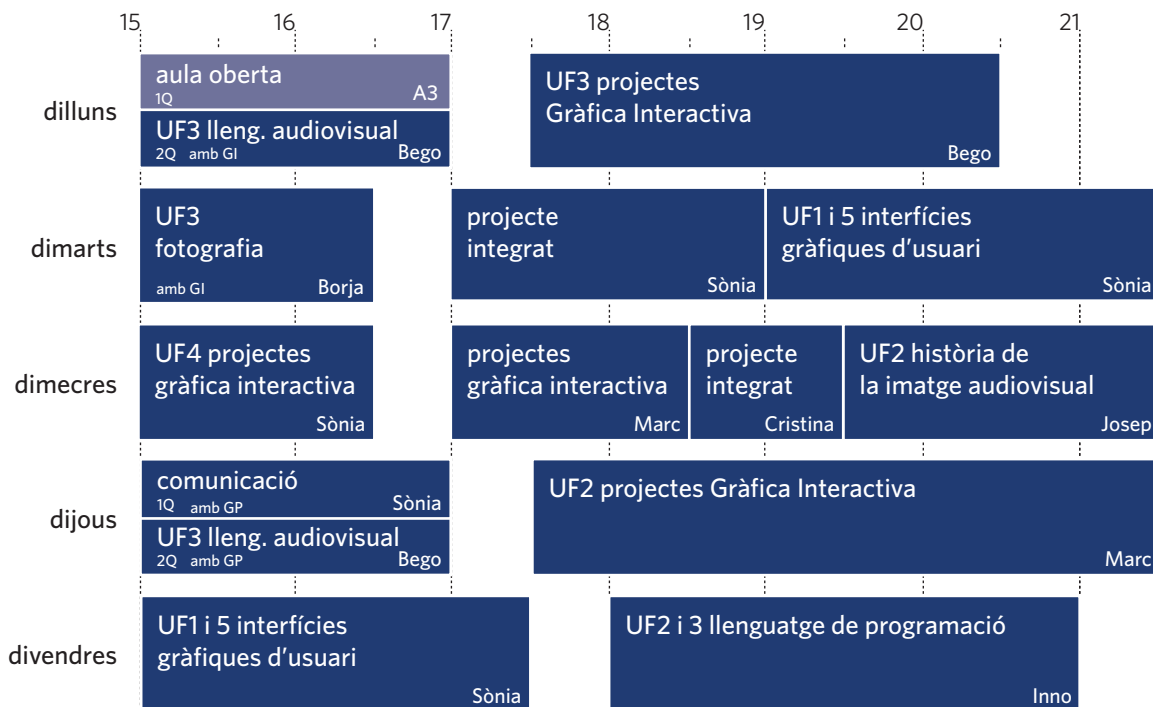 15 16 17 18 19 20 21
dilluns
aula oberta
1Q A3
UF3 lleng. audiovisual
2Q amb GI Bego
UF3 projectes
Gràfica Interactiva
Bego
dimarts
UF3
fotografia
amb GI Borja
projecte
integrat
Sònia
UF1 i 5 interfícies
gràfiques d’usuari
Sònia
dimecres
UF4 projectes
gràfica interactiva
Sònia
projectes
gràfica interactiva
Marc
projecte
integrat
Cristina
UF2 història de
la imatge audiovisual
Josep
dijous
comunicació
1Q amb GP Sònia
UF3 lleng. audiovisual
2Q amb GP Bego
UF2 projectes Gràfica Interactiva
Marc
divendres
UF1 i 5 interfícies
gràfiques d’usuari
Sònia
UF2 i 3 llenguatge de programació
Inno